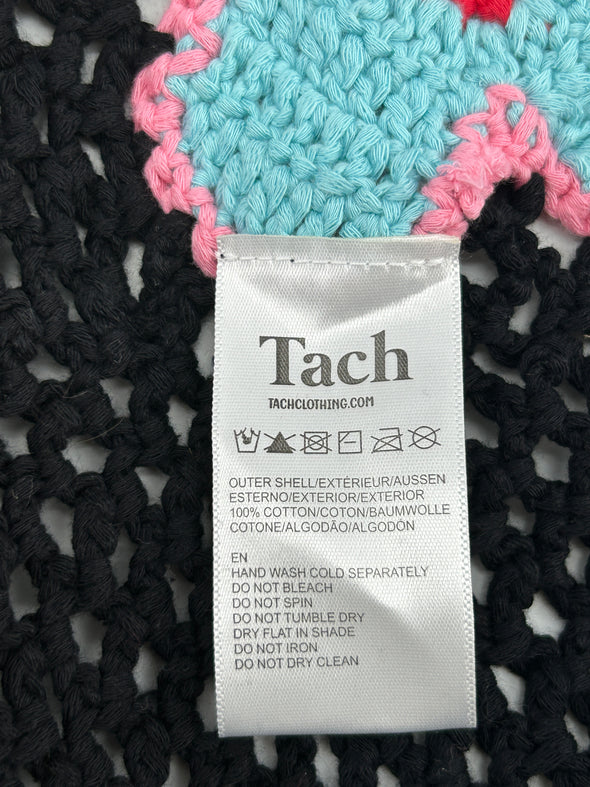 Tach
TACHCLOTHING.COM
OUTER SHELL/EXTÉRIEUR/AUSSEN
ESTERNO/EXTERIOR/EXTERIOR
100% COTTON/COTON/BAUMWOLLE
COTONE/ALGODÃO/ALGODÓN
EN
HAND WASH COLD SEPARATELY
DO NOT BLEACH
DO NOT SPIN
DO NOT TUMBLE DRY
DRY FLAT IN SHADE
DO NOT IRON
DO NOT DRY CLEAN